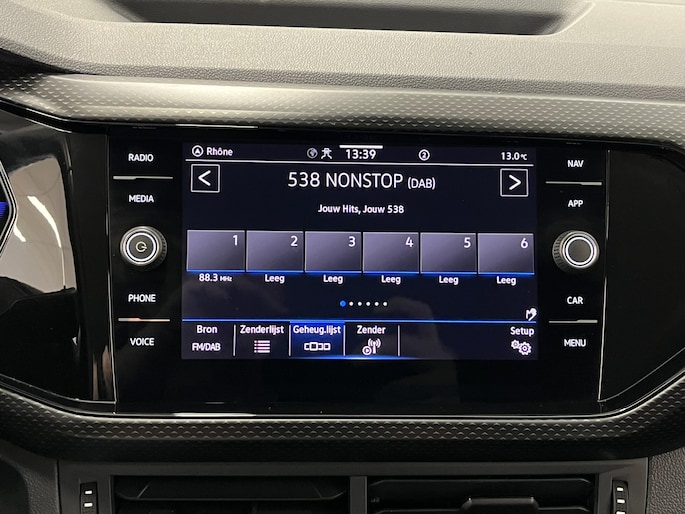 RADIO
MEDIA
PHONE
VOICE
Rhône
13:39
2
13.0°C
538 NONSTOP (DAB)
Jouw Hits, Jouw 538
1 2 3 4 5 6
88.3 MHz Leeg Leeg Leeg Leeg Leeg
Bron Zenderlijst Geheug.lijst Zender Setup
FM/DAB
NAV
APP
CAR
MENU